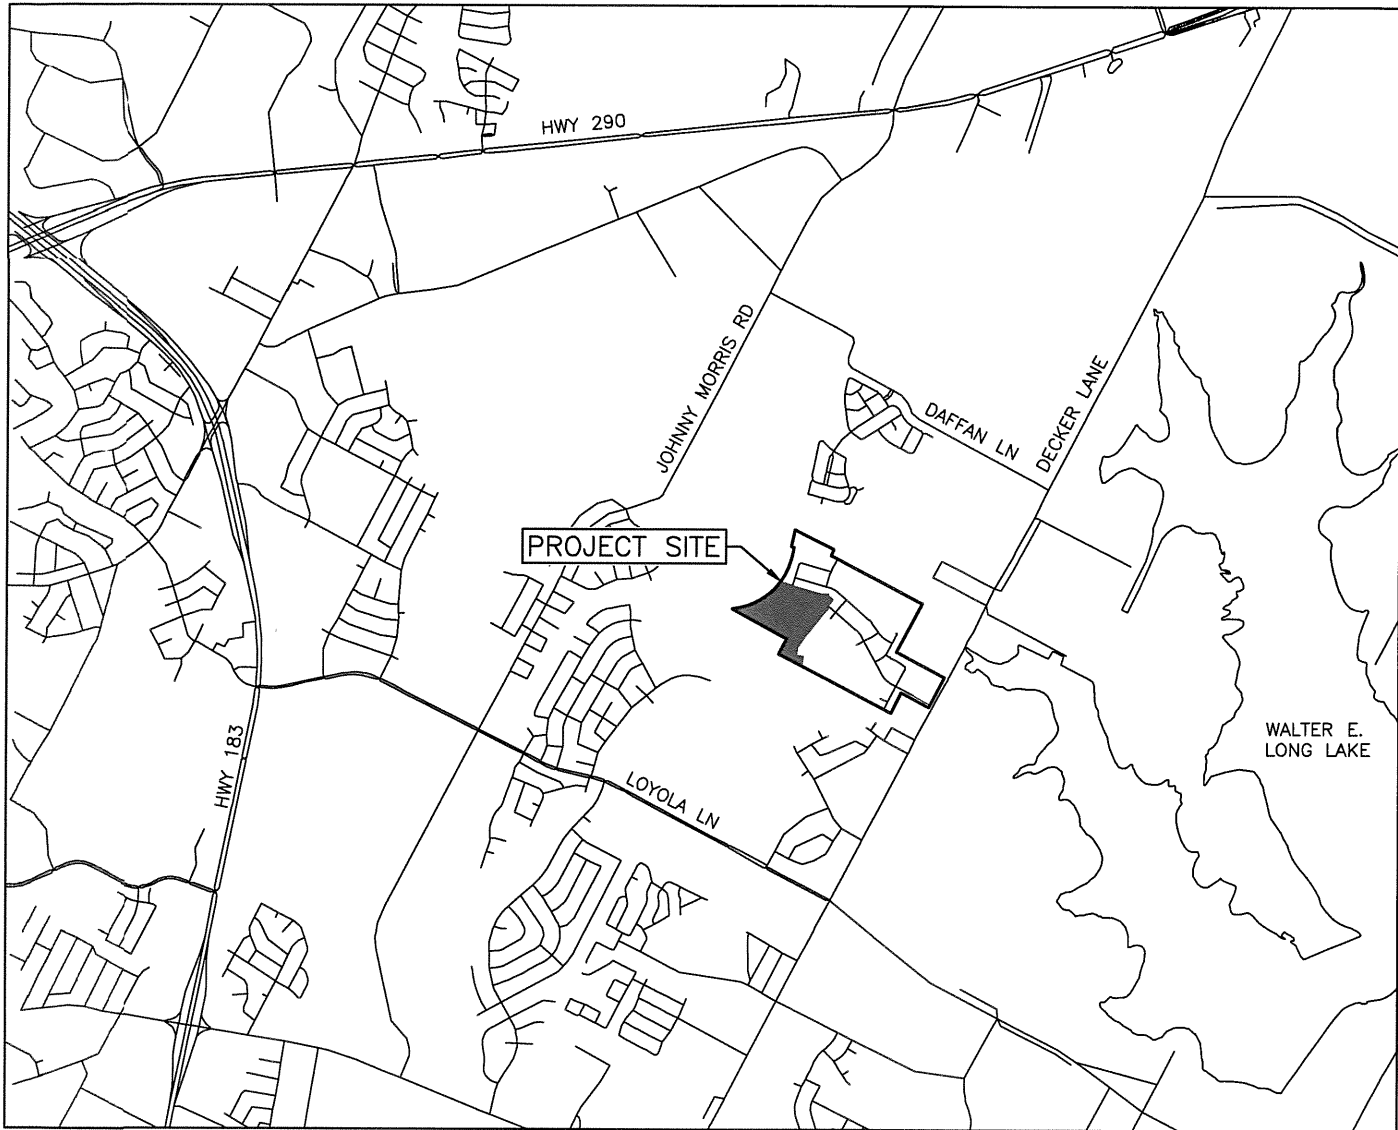 HWY 290
JOHNNY MORRIS RD
DECKER LANE
DAFFAN LN
PROJECT SITE
HWY 183
LOYOLA LN
WALTER E.
LONG LAKE